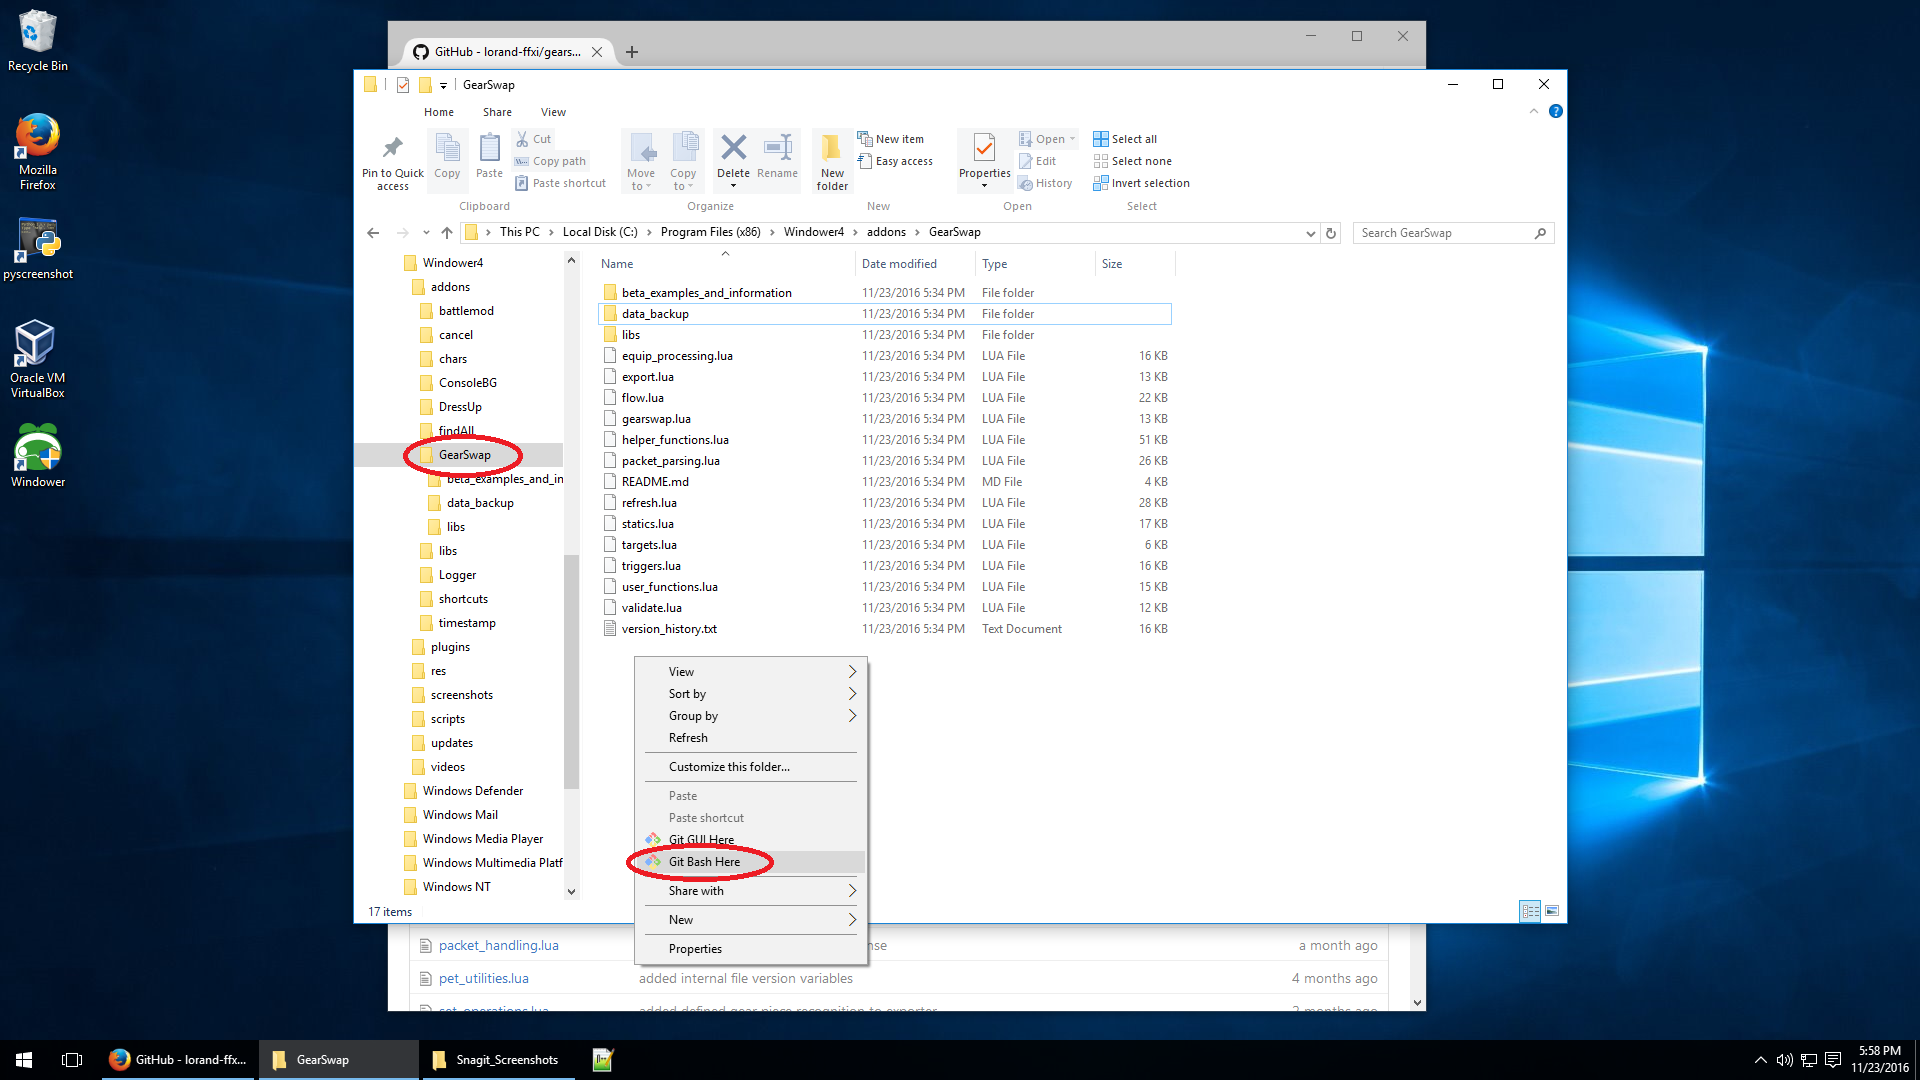 Recycle Bin
Mozilla
Firefox
pyscreenshot
Oracle VM
VirtualBox
Windower
GitHub - lorand-ffxi/gears...
GearSwap
Home Share View
Pin to Quick
access
Copy
Paste
Cut
Copy path
Paste shortcut
Clipboard
Move
to
Copy
to
Delete
Rename
Organize
New
folder
New item
Easy access
New
Properties
Open
Edit
History
Open
Select all
Select none
Invert selection
Select
This PC Local Disk (C:) Program Files (x86) Windower4 addons GearSwap
Search GearSwap
Windower4
addons
battlemod
cancel
chars
ConsoleBG
DressUp
findAll
GearSwap
beta_examples_and_in
data_backup
libs
libs
Logger
shortcuts
timestamp
plugins
res
screenshots
scripts
updates
videos
Windows Defender
Windows Mail
Windows Media Player
Windows Multimedia Platf
Windows NT
Name Date modified Type Size
beta_examples_and_information 11/23/2016 5:34 PM File folder
data_backup 11/23/2016 5:34 PM File folder
libs 11/23/2016 5:34 PM File folder
equip_processing.lua 11/23/2016 5:34 PM LUA File 16 KB
export.lua 11/23/2016 5:34 PM LUA File 13 KB
flow.lua 11/23/2016 5:34 PM LUA File 22 KB
gearswap.lua 11/23/2016 5:34 PM LUA File 13 KB
helper_functions.lua 11/23/2016 5:34 PM LUA File 51 KB
packet_parsing.lua 11/23/2016 5:34 PM LUA File 26 KB
README.md 11/23/2016 5:34 PM MD File 4 KB
refresh.lua 11/23/2016 5:34 PM LUA File 28 KB
statics.lua 11/23/2016 5:34 PM LUA File 17 KB
targets.lua 11/23/2016 5:34 PM LUA File 6 KB
triggers.lua 11/23/2016 5:34 PM LUA File 16 KB
user_functions.lua 11/23/2016 5:34 PM LUA File 15 KB
validate.lua 11/23/2016 5:34 PM LUA File 12 KB
version_history.txt 11/23/2016 5:34 PM Text Document 16 KB
View
Sort by
Group by
Refresh
Customize this folder...
Paste
Paste shortcut
Git GUI Here
Git Bash Here
Share with
New
Properties
17 items
packet_handling.lua nse a month ago
pet_utilities.lua added internal file version variables 4 months ago
set_operations.lua added defined gear piece recognition to exporter 2 months ago
GitHub - lorand-ffx...
GearSwap
Snagit_Screenshots
5:58 PM
11/23/2016